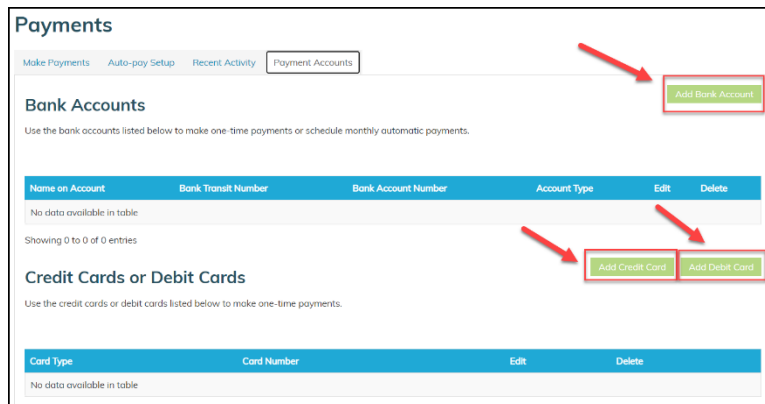 Payments
Make Payments Auto-pay Setup Recent Activity Payment Accounts
Add Bank Account
Bank Accounts
Use the bank accounts listed below to make one-time payments or schedule monthly automatic payments.
Name on Account Bank Transit Number Bank Account Number Account Type Edit Delete
No data available in table
Showing 0 to 0 of 0 entries
Add Credit Card Add Debit Card
Credit Cards or Debit Cards
Use the credit cards or debit cards listed below to make one-time payments.
Card Type Card Number Edit Delete
No data available in table